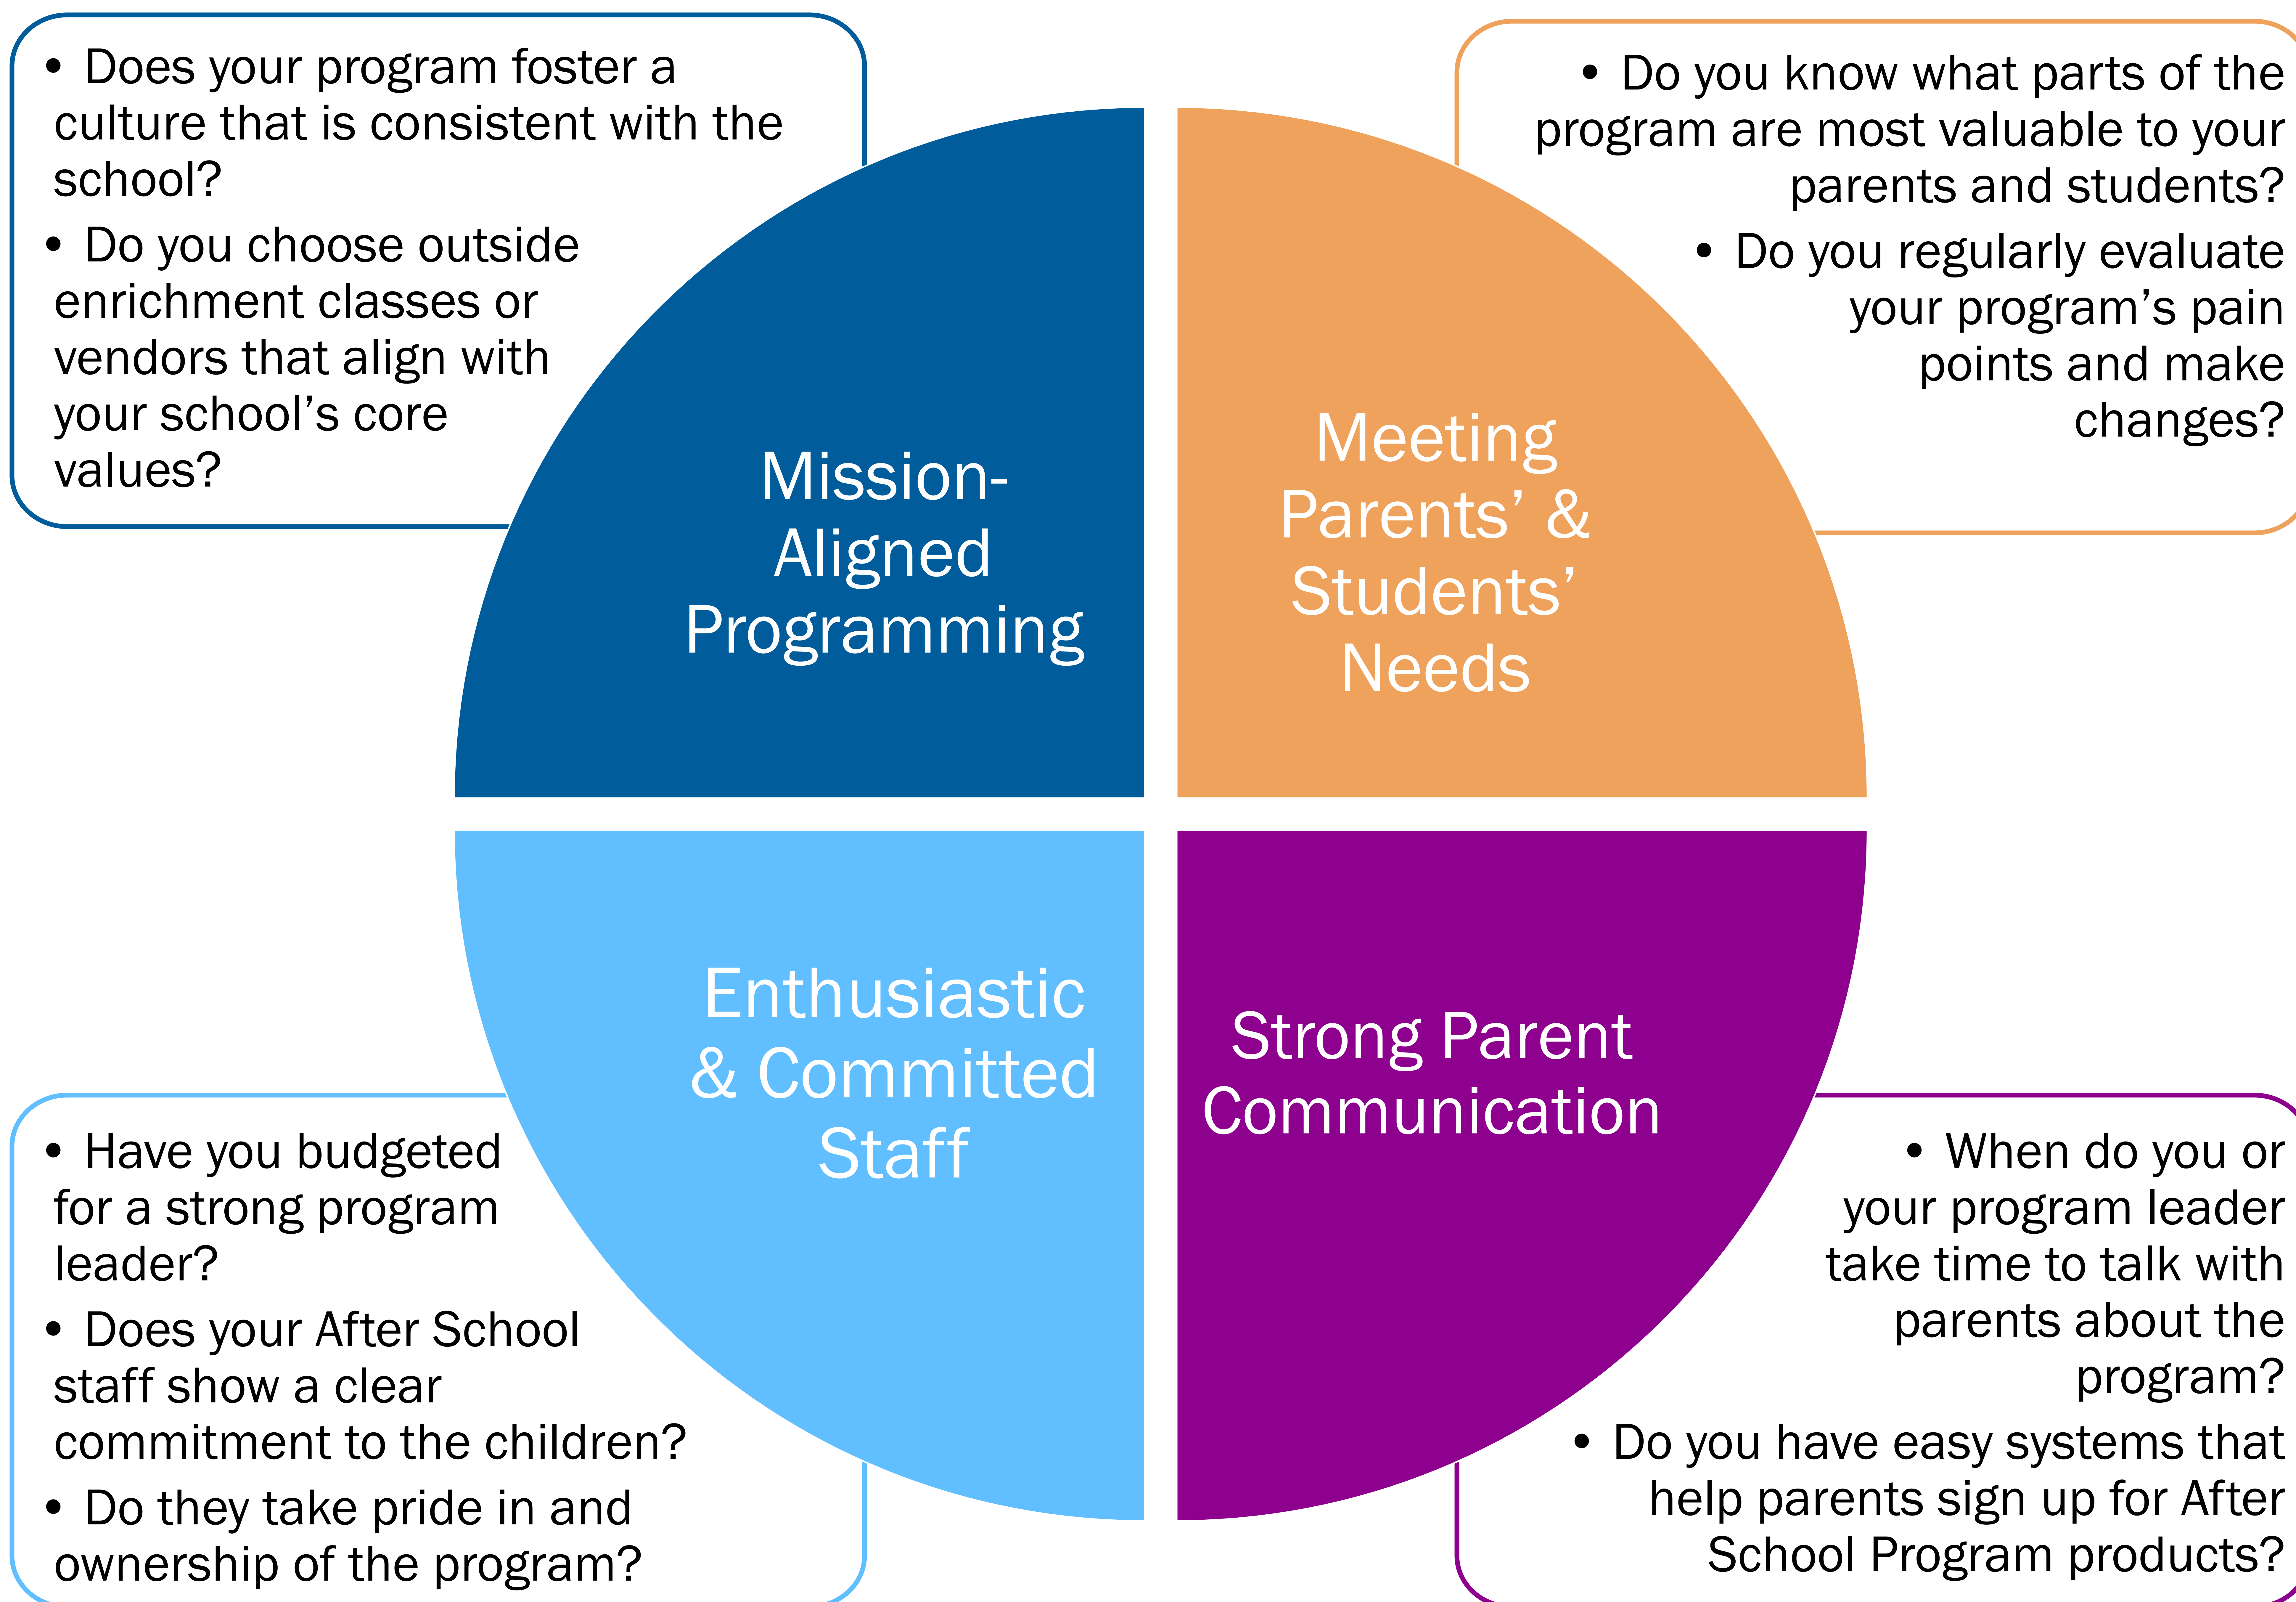 • Does your program foster a
culture that is consistent with the
school?
• Do you choose outside
enrichment classes or
vendors that align with
your school’s core
values?
Mission-
Aligned
Programming
• Do you know what parts of the
program are most valuable to your
parents and students?
• Do you regularly evaluate
your program’s pain
points and make
changes?
Meeting
Parents’ &
Students’
Needs
Enthusiastic
& Committed
Staff
• Have you budgeted
for a strong program
leader?
• Does your After School
staff show a clear
commitment to the children?
• Do they take pride in and
ownership of the program?
Strong Parent
Communication
• When do you or
your program leader
take time to talk with
parents about the
program?
• Do you have easy systems that
help parents sign up for After
School Program products?